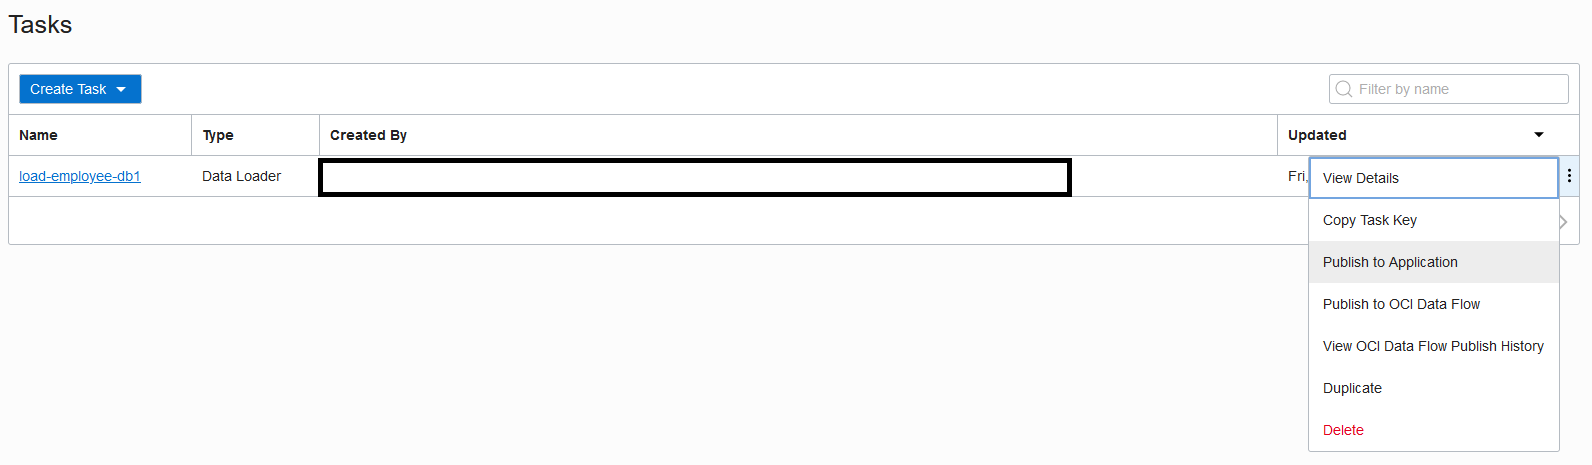 Tasks
Create Task
Filter by name
Name Type Created By Updated
load-employee-db1 Data Loader Fri,
View Details
Copy Task Key
Publish to Application
Publish to OCI Data Flow
View OCI Data Flow Publish History
Duplicate
Delete